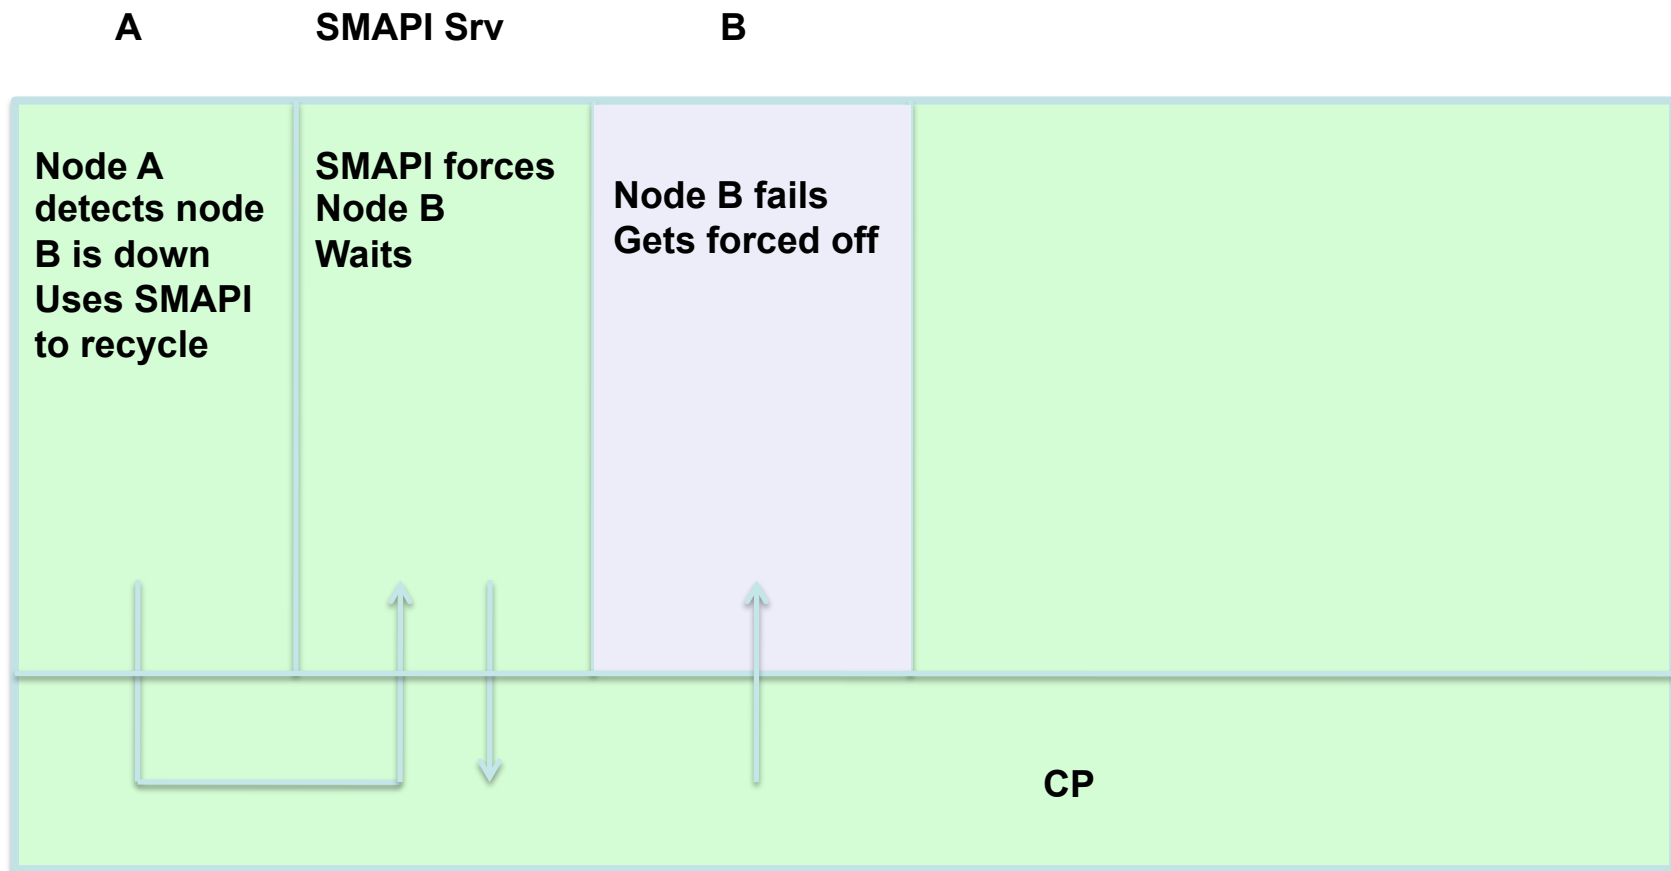 A
SMAPI Srv
B
Node A
detects node
B is down
Uses SMAPI
to recycle
SMAPI forces
Node B
Waits
Node B fails
Gets forced off
CP